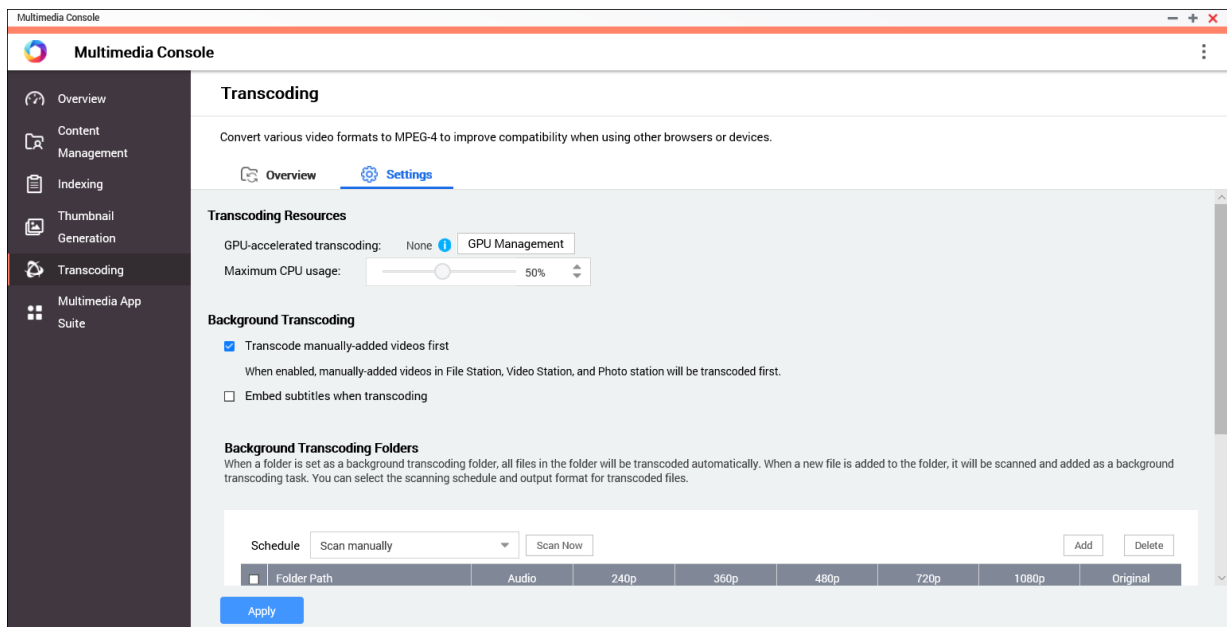 Multimedia Console
Multimedia Console
Overview
Content
Management
Indexing
Thumbnail
Generation
Transcoding
Multimedia App
Suite
Transcoding
Convert various video formats to MPEG-4 to improve compatibility when using other browsers or devices.
Overview
Settings
Transcoding Resources
GPU-accelerated transcoding: None GPU Management
Maximum CPU usage: 50%
Background Transcoding
Transcode manually-added videos first
When enabled, manually-added videos in File Station, Video Station, and Photo station will be transcoded first.
Embed subtitles when transcoding
Background Transcoding Folders
When a folder is set as a background transcoding folder, all files in the folder will be transcoded automatically. When a new file is added to the folder, it will be scanned and added as a background
transcoding task. You can select the scanning schedule and output format for transcoded files.
Schedule Scan manually Scan Now Add Delete
Folder Path Audio 240p 360p 480p 720p 1080p Original
Apply